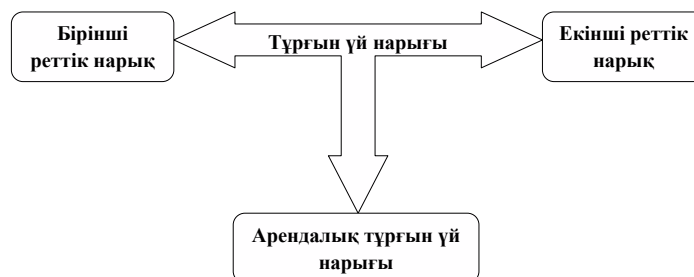 Бірінші
реттік нарық
Тұрғын үй нарығы
Екінші реттік
нарық
Арендалық тұрғын үй
нарығы